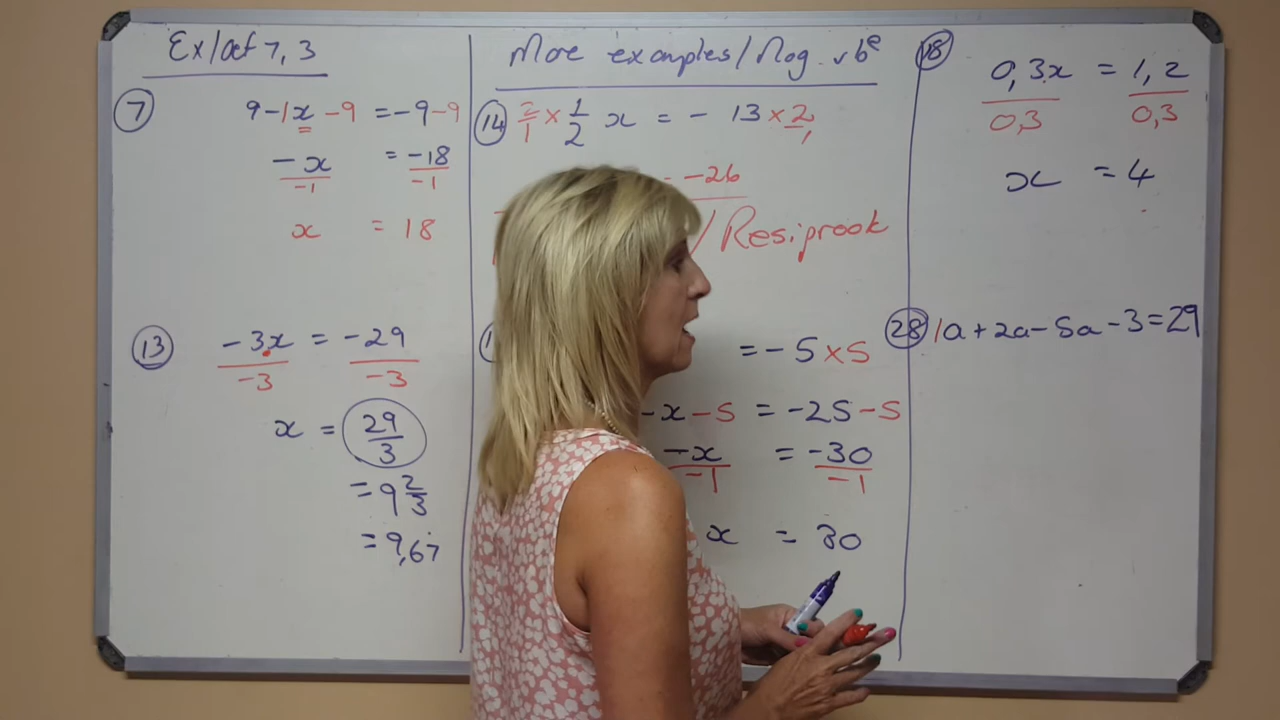 Ex/Oef 7,3
7
9-1x-9 = -9-9
-x/-1 = -18/-1
x = 18
13
-3x/-3 = -29/-3
x = 29/3
= 9 2/3
= 9,67
More examples/Nog vbe
14
2/1 × 1/2 x = - 13 × 2
-26
/Resiprook
= -5 × 5
-x - 5 = -25 - 5
-x/-1 = -30/-1
x = 30
18
0,3x/0,3 = 1,2/0,3
x = 4
28
1a + 2a - 5a - 3 = 29